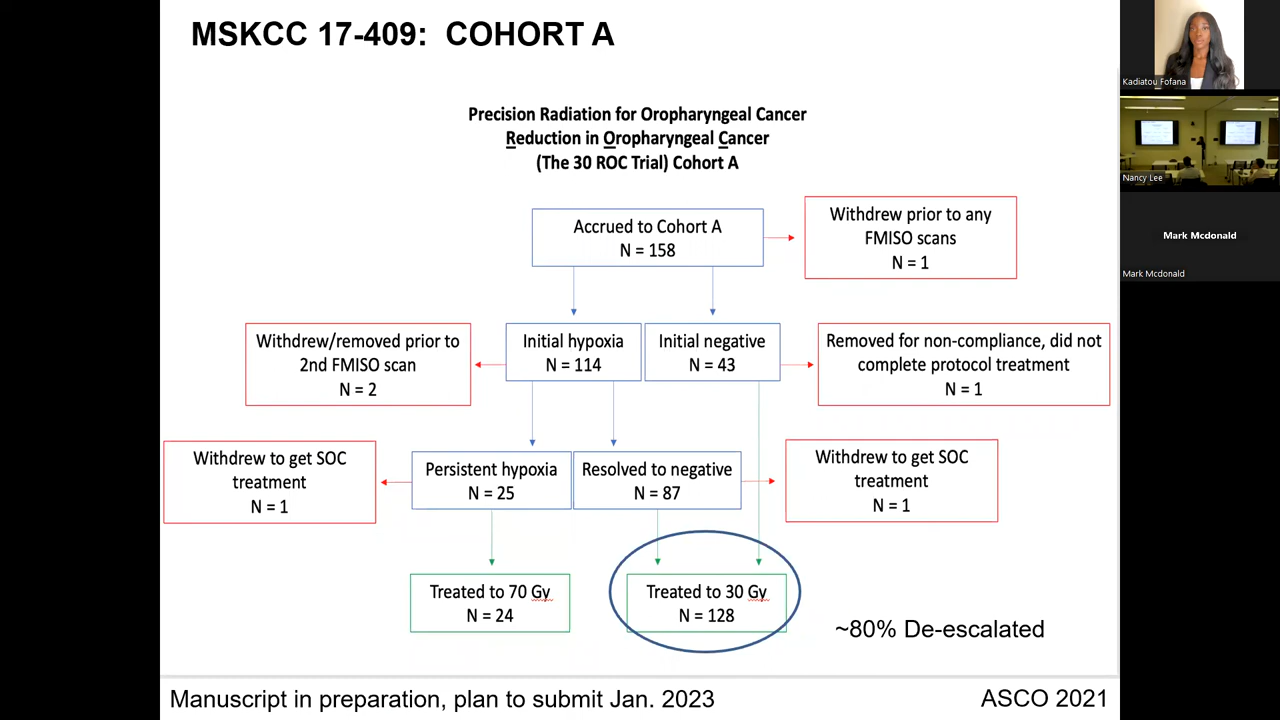 MSKCC 17-409: COHORT A
Precision Radiation for Oropharyngeal Cancer
Reduction in Oropharyngeal Cancer
(The 30 ROC Trial) Cohort A
Accrued to Cohort A
N = 158
Withdrew prior to any
FMISO scans
N = 1
Withdrew/removed prior to
2nd FMISO scan
N = 2
Initial hypoxia
N = 114
Initial negative
N = 43
Removed for non-compliance, did not
complete protocol treatment
N = 1
Withdrew to get SOC
treatment
N = 1
Persistent hypoxia
N = 25
Resolved to negative
N = 87
Withdrew to get SOC
treatment
N = 1
Treated to 70 Gy
N = 24
Treated to 30 Gy
N = 128
~80% De-escalated
Manuscript in preparation, plan to submit Jan. 2023
ASCO 2021
Kadiatou Fofana
Nancy Lee
Mark Mcdonald
Mark Mcdonald